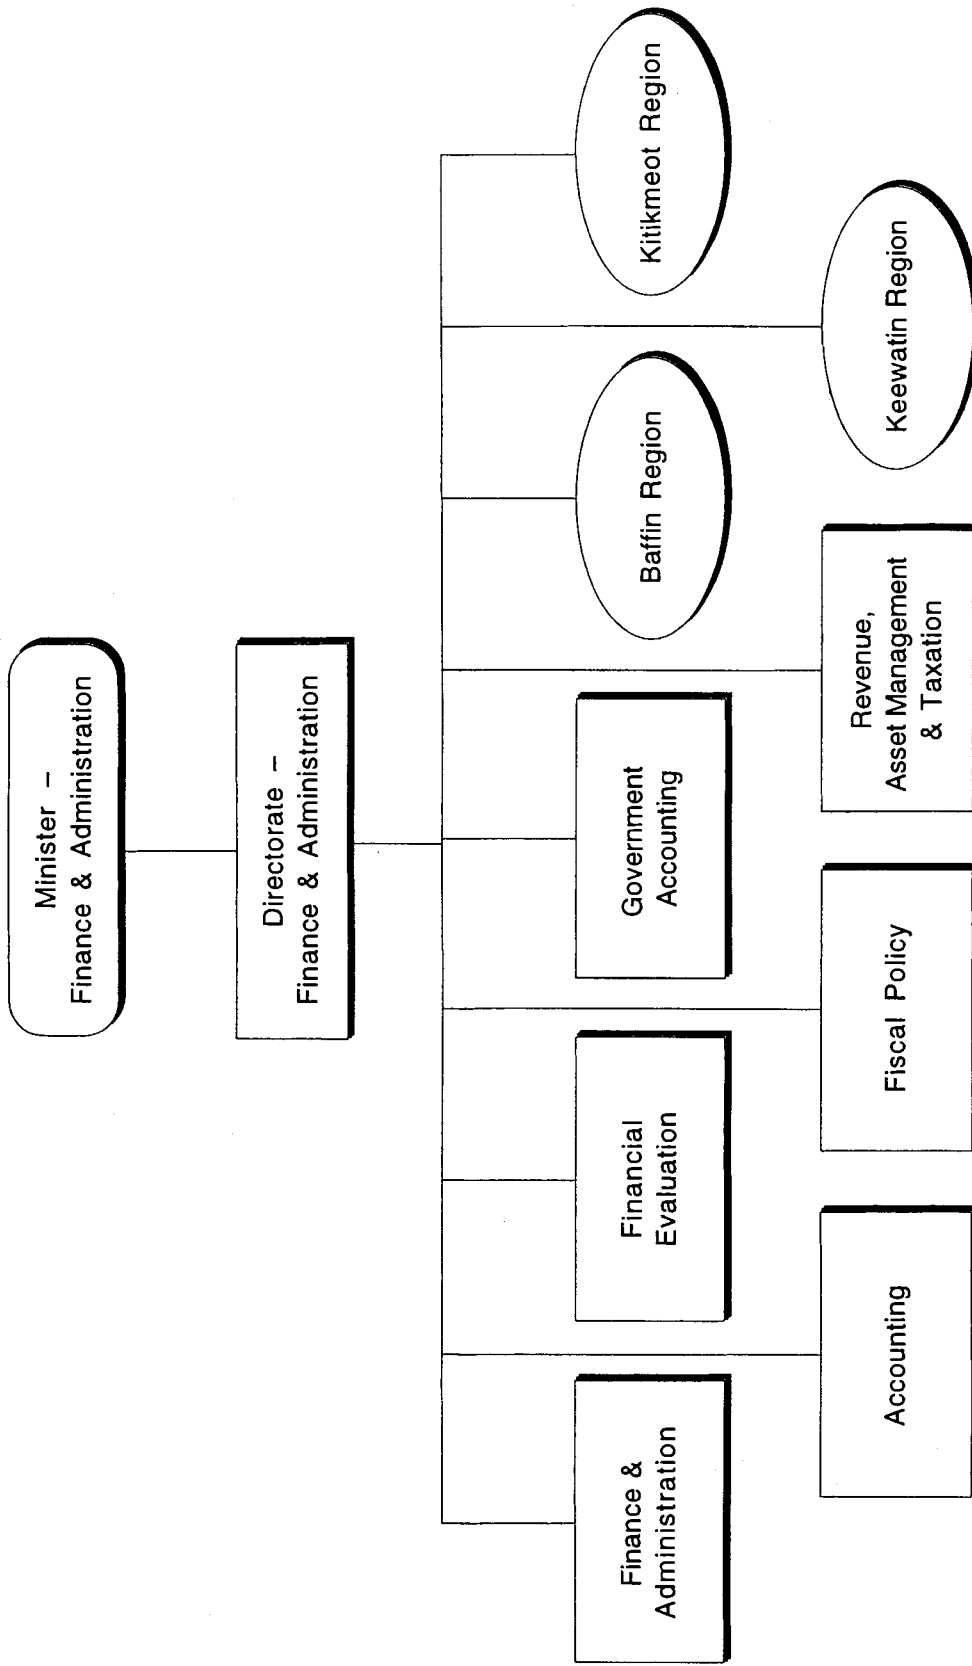 Minister –
Finance & Administration
Directorate –
Finance & Administration
Finance &
Administration
Financial
Evaluation
Government
Accounting
Baffin Region
Kitikmeot Region
Accounting
Fiscal Policy
Revenue,
Asset Management
& Taxation
Keewatin Region